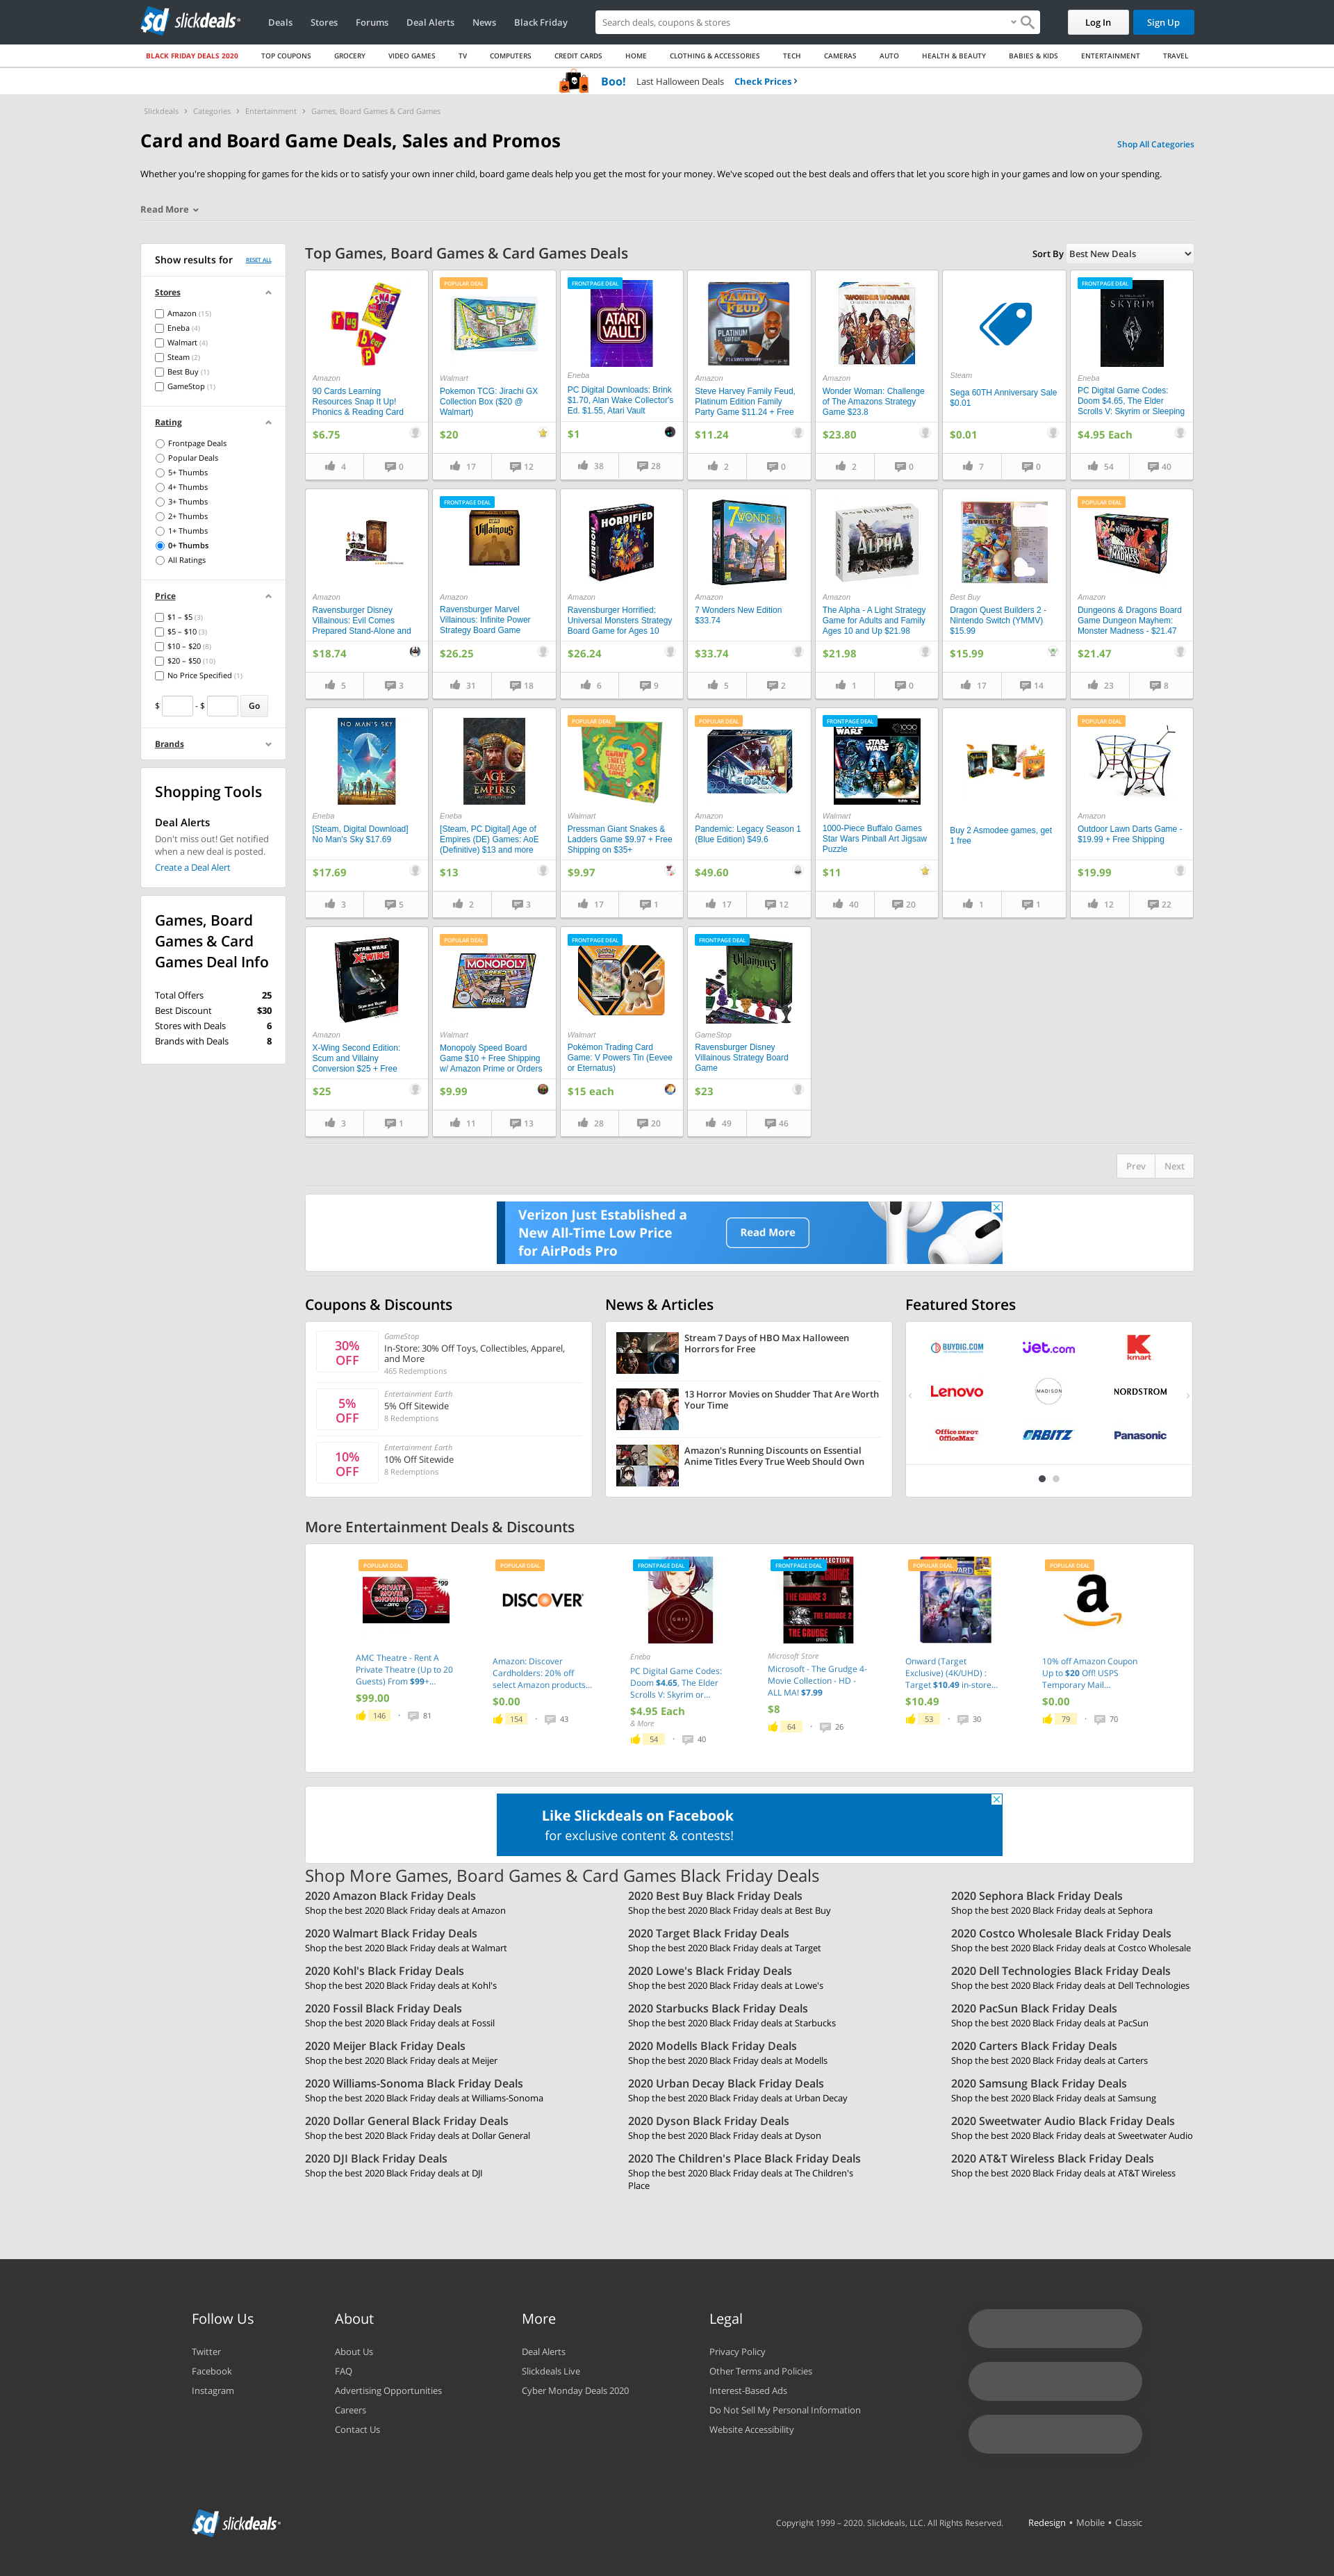 slickdeals
Deals Stores Forums Deal Alerts News Black Friday
Search deals, coupons & stores
Log In Sign Up
BLACK FRIDAY DEALS 2020 TOP COUPONS GROCERY VIDEO GAMES TV COMPUTERS CREDIT CARDS HOME CLOTHING & ACCESSORIES TECH CAMERAS AUTO HEALTH & BEAUTY BABIES & KIDS ENTERTAINMENT TRAVEL
Boo! Last Halloween Deals Check Prices ›
Slickdeals › Categories › Entertainment › Games, Board Games & Card Games
Card and Board Game Deals, Sales and Promos
Shop All Categories
Whether you're shopping for games for the kids or to satisfy your own inner child, board game deals help you get the most for your money. We've scoped out the best deals and offers that let you score high in your games and low on your spending.
Read More
Show results for RESET ALL
Stores
Amazon (15)
Eneba (4)
Walmart (4)
Steam (2)
Best Buy (1)
GameStop (1)
Rating
Frontpage Deals
Popular Deals
5+ Thumbs
4+ Thumbs
3+ Thumbs
2+ Thumbs
1+ Thumbs
0+ Thumbs
All Ratings
Price
$1 – $5 (3)
$5 – $10 (3)
$10 – $20 (8)
$20 – $50 (10)
No Price Specified (1)
$ - $ Go
Brands
Shopping Tools
Deal Alerts
Don't miss out! Get notified
when a new deal is posted.
Create a Deal Alert
Games, Board
Games & Card
Games Deal Info
Total Offers 25
Best Discount $30
Stores with Deals 6
Brands with Deals 8
Top Games, Board Games & Card Games Deals
Sort By Best New Deals
Amazon
90 Cards Learning
Resources Snap It Up!
Phonics & Reading Card
$6.75
4 0
POPULAR DEAL
Walmart
Pokemon TCG: Jirachi GX
Collection Box ($20 @
Walmart)
$20
17 12
FRONTPAGE DEAL
ATARI
VAULT
Eneba
PC Digital Downloads: Brink
$1.70, Alan Wake Collector's
Ed. $1.55, Atari Vault
$1
38 28
FAMILY
FEUD
PLATINUM
EDITION
Amazon
Steve Harvey Family Feud,
Platinum Edition Family
Party Game $11.24 + Free
$11.24
2 0
WONDER WOMAN
Amazon
Wonder Woman: Challenge
of The Amazons Strategy
Game $23.8
$23.80
2 0
Steam
Sega 60TH Anniversary Sale
$0.01
$0.01
7 0
FRONTPAGE DEAL
SKYRIM
Eneba
PC Digital Game Codes:
Doom $4.65, The Elder
Scrolls V: Skyrim or Sleeping
$4.95 Each
54 40
Amazon
Ravensburger Disney
Villainous: Evil Comes
Prepared Stand-Alone and
$18.74
5 3
FRONTPAGE DEAL
Villainous
Amazon
Ravensburger Marvel
Villainous: Infinite Power
Strategy Board Game
$26.25
31 18
HORRIFIED
Amazon
Ravensburger Horrified:
Universal Monsters Strategy
Board Game for Ages 10
$26.24
6 9
7 WONDERS
Amazon
7 Wonders New Edition
$33.74
$33.74
5 2
ALPHA
Amazon
The Alpha - A Light Strategy
Game for Adults and Family
Ages 10 and Up $21.98
$21.98
1 0
BUILDERS
Best Buy
Dragon Quest Builders 2 -
Nintendo Switch (YMMV)
$15.99
$15.99
17 14
POPULAR DEAL
MONSTER
MADNESS
Amazon
Dungeons & Dragons Board
Game Dungeon Mayhem:
Monster Madness - $21.47
$21.47
23 8
NO MAN'S SKY
Eneba
[Steam, Digital Download]
No Man's Sky $17.69
$17.69
3 5
AGE
EMPIRES
Eneba
[Steam, PC Digital] Age of
Empires (DE) Games: AoE
(Definitive) $13 and more
$13
2 3
POPULAR DEAL
GIANT
SNAKES
LADDERS
Walmart
Pressman Giant Snakes &
Ladders Game $9.97 + Free
Shipping on $35+
$9.97
17 1
POPULAR DEAL
LEGACY
Amazon
Pandemic: Legacy Season 1
(Blue Edition) $49.6
$49.60
17 12
FRONTPAGE DEAL
STAR WARS
1000
Walmart
1000-Piece Buffalo Games
Star Wars Pinball Art Jigsaw
Puzzle
$11
40 20
Buy 2 Asmodee games, get
1 free
1 1
POPULAR DEAL
Amazon
Outdoor Lawn Darts Game -
$19.99 + Free Shipping
$19.99
12 22
STAR WARS
X-WING
Amazon
X-Wing Second Edition:
Scum and Villainy
Conversion $25 + Free
$25
3 1
POPULAR DEAL
MONOPOLY
SPEED
FINISH
Walmart
Monopoly Speed Board
Game $10 + Free Shipping
w/ Amazon Prime or Orders
$9.99
11 13
FRONTPAGE DEAL
Walmart
Pokémon Trading Card
Game: V Powers Tin (Eevee
or Eternatus)
$15 each
28 20
FRONTPAGE DEAL
Villainous
GameStop
Ravensburger Disney
Villainous Strategy Board
Game
$23
49 46
Prev Next
Verizon Just Established a
New All-Time Low Price
for AirPods Pro
Read More
Coupons & Discounts
30%
OFF
GameStop
In-Store: 30% Off Toys, Collectibles, Apparel,
and More
465 Redemptions
5%
OFF
Entertainment Earth
5% Off Sitewide
8 Redemptions
10%
OFF
Entertainment Earth
10% Off Sitewide
8 Redemptions
News & Articles
Stream 7 Days of HBO Max Halloween
Horrors for Free
13 Horror Movies on Shudder That Are Worth
Your Time
Amazon's Running Discounts on Essential
Anime Titles Every True Weeb Should Own
Featured Stores
BUYDIG.COM Jet.com kmart
Lenovo MADISON NORDSTROM
Office DEPOT
OfficeMax
ORBITZ Panasonic
More Entertainment Deals & Discounts
POPULAR DEAL
PRIVATE
MOVIE
SHOWING
$99
AMC Theatre - Rent A
Private Theatre (Up to 20
Guests) From $99+...
$99.00
146 • 81
POPULAR DEAL
DISCOVER
Amazon: Discover
Cardholders: 20% off
select Amazon products...
$0.00
154 • 43
FRONTPAGE DEAL
GRIS
Eneba
PC Digital Game Codes:
Doom $4.65, The Elder
Scrolls V: Skyrim or...
$4.95 Each
& More
54 • 40
FRONTPAGE DEAL
THE GRUDGE 3
THE GRUDGE 2
THE GRUDGE
Microsoft Store
Microsoft - The Grudge 4-
Movie Collection - HD -
ALL MA! $7.99
$8
64 • 26
POPULAR DEAL
Onward (Target
Exclusive) (4K/UHD) :
Target $10.49 in-store...
$10.49
53 • 30
POPULAR DEAL
a
10% off Amazon Coupon
Up to $20 Off! USPS
Temporary Mail...
$0.00
79 • 70
Like Slickdeals on Facebook
for exclusive content & contests!
Shop More Games, Board Games & Card Games Black Friday Deals
2020 Amazon Black Friday Deals
Shop the best 2020 Black Friday deals at Amazon
2020 Best Buy Black Friday Deals
Shop the best 2020 Black Friday deals at Best Buy
2020 Sephora Black Friday Deals
Shop the best 2020 Black Friday deals at Sephora
2020 Walmart Black Friday Deals
Shop the best 2020 Black Friday deals at Walmart
2020 Target Black Friday Deals
Shop the best 2020 Black Friday deals at Target
2020 Costco Wholesale Black Friday Deals
Shop the best 2020 Black Friday deals at Costco Wholesale
2020 Kohl's Black Friday Deals
Shop the best 2020 Black Friday deals at Kohl's
2020 Lowe's Black Friday Deals
Shop the best 2020 Black Friday deals at Lowe's
2020 Dell Technologies Black Friday Deals
Shop the best 2020 Black Friday deals at Dell Technologies
2020 Fossil Black Friday Deals
Shop the best 2020 Black Friday deals at Fossil
2020 Starbucks Black Friday Deals
Shop the best 2020 Black Friday deals at Starbucks
2020 PacSun Black Friday Deals
Shop the best 2020 Black Friday deals at PacSun
2020 Meijer Black Friday Deals
Shop the best 2020 Black Friday deals at Meijer
2020 Modells Black Friday Deals
Shop the best 2020 Black Friday deals at Modells
2020 Carters Black Friday Deals
Shop the best 2020 Black Friday deals at Carters
2020 Williams-Sonoma Black Friday Deals
Shop the best 2020 Black Friday deals at Williams-Sonoma
2020 Urban Decay Black Friday Deals
Shop the best 2020 Black Friday deals at Urban Decay
2020 Samsung Black Friday Deals
Shop the best 2020 Black Friday deals at Samsung
2020 Dollar General Black Friday Deals
Shop the best 2020 Black Friday deals at Dollar General
2020 Dyson Black Friday Deals
Shop the best 2020 Black Friday deals at Dyson
2020 Sweetwater Audio Black Friday Deals
Shop the best 2020 Black Friday deals at Sweetwater Audio
2020 DJI Black Friday Deals
Shop the best 2020 Black Friday deals at DJI
2020 The Children's Place Black Friday Deals
Shop the best 2020 Black Friday deals at The Children's
Place
2020 AT&T Wireless Black Friday Deals
Shop the best 2020 Black Friday deals at AT&T Wireless
Follow Us
Twitter
Facebook
Instagram
About
About Us
FAQ
Advertising Opportunities
Careers
Contact Us
More
Deal Alerts
Slickdeals Live
Cyber Monday Deals 2020
Legal
Privacy Policy
Other Terms and Policies
Interest-Based Ads
Do Not Sell My Personal Information
Website Accessibility
slickdeals
Copyright 1999 – 2020. Slickdeals, LLC. All Rights Reserved. Redesign • Mobile • Classic